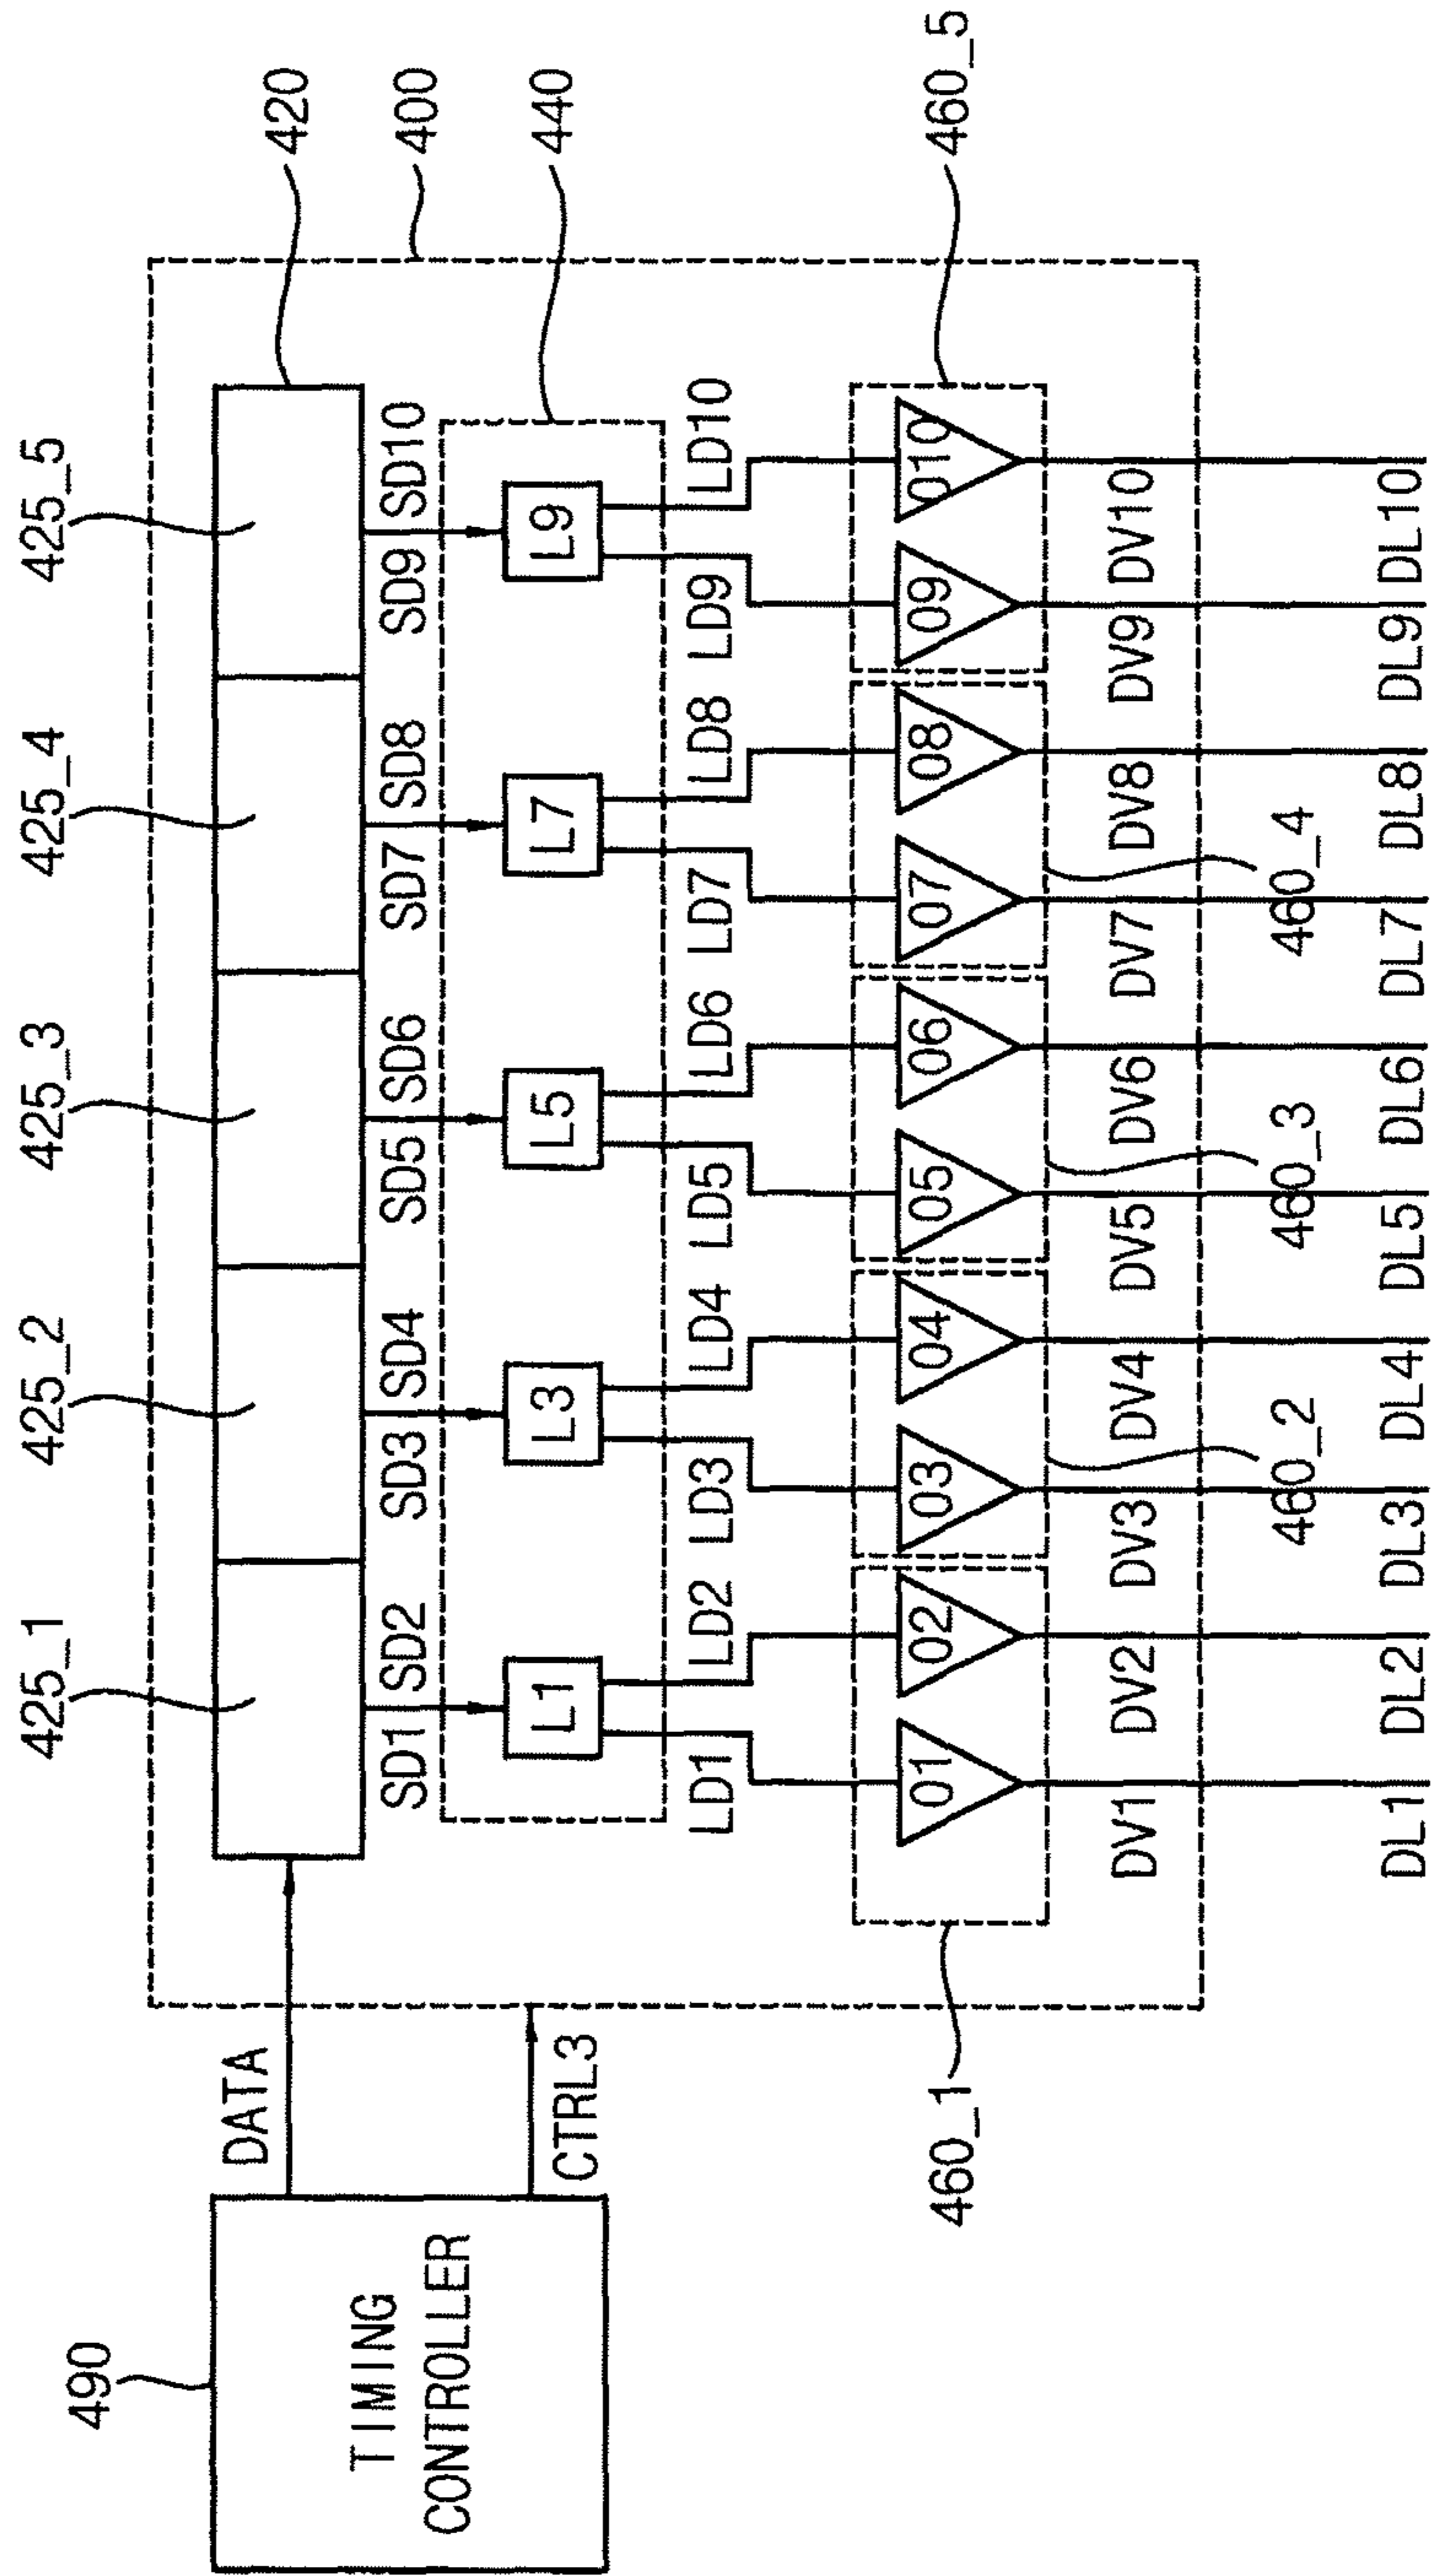 425_1
425_2
425_3
425_4
425_5
420
400
440
490
TIMING
CONTROLLER
DATA
CTRL3
SD1
SD2
SD3
SD4
SD5
SD6
SD7
SD8
SD9
SD10
L1
L3
L5
L7
L9
LD1
LD2
LD3
LD4
LD5
LD6
LD7
LD8
LD9
LD10
460_5
01
02
03
04
05
06
07
08
09
010
460_1
DV1
DV2
DV3
DV4
DV5
DV6
DV7
DV8
DV9
DV10
460_2
460_3
460_4
DL1
DL2
DL3
DL4
DL5
DL6
DL7
DL8
DL9
DL10